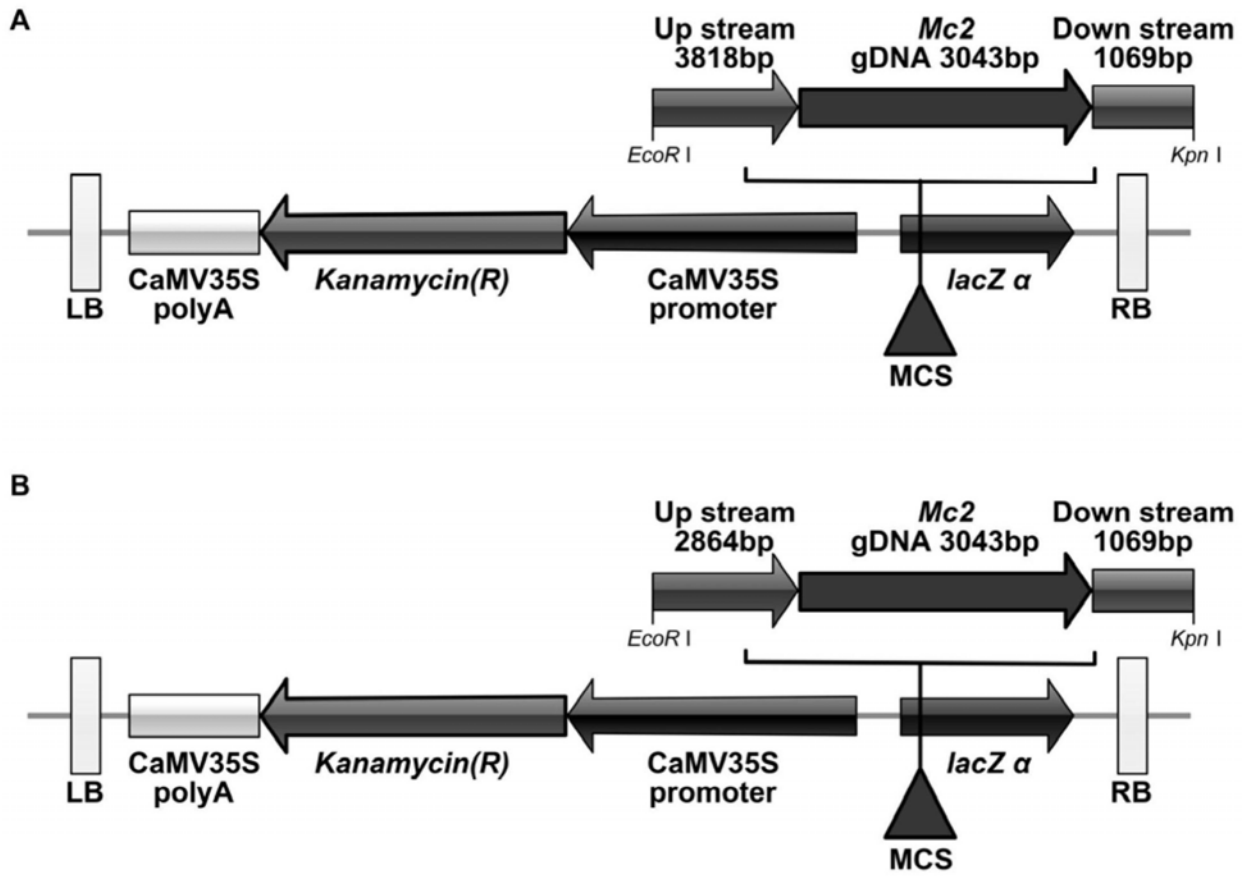 A
Up stream
3818bp
Mc2
gDNA 3043bp
Down stream
1069bp
EcoR I
Kpn I
LB
CaMV35S
polyA
Kanamycin(R)
CaMV35S
promoter
lacZ α
RB
MCS
B
Up stream
2864bp
Mc2
gDNA 3043bp
Down stream
1069bp
EcoR I
Kpn I
LB
CaMV35S
polyA
Kanamycin(R)
CaMV35S
promoter
lacZ α
RB
MCS